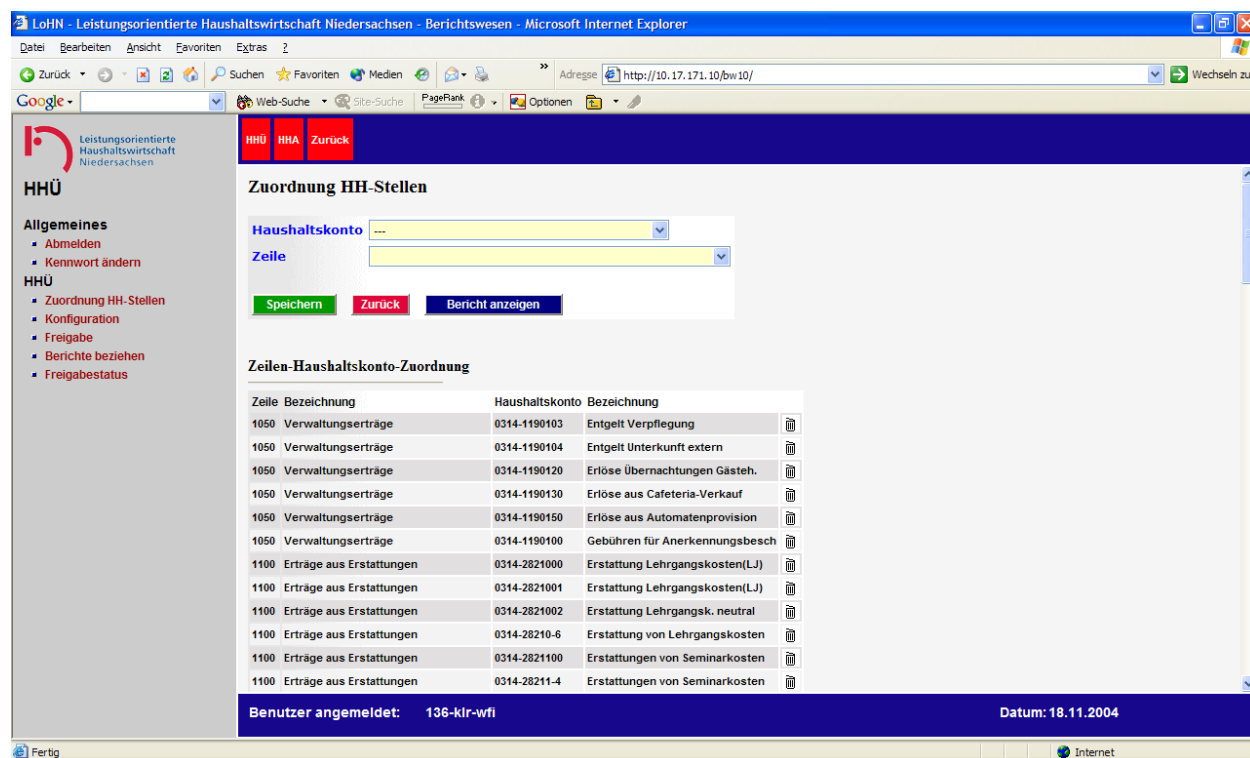 LoHN - Leistungsorientierte Haushaltswirtschaft Niedersachsen - Berichtswesen - Microsoft Internet Explorer
Datei Bearbeiten Ansicht Favoriten Extras ?
Zurück Suchen Favoriten Medien » Adresse http://10.17.171.10/bw10/ Wechseln zu
Google Web-Suche Site-Suche PageRank Optionen
Leistungsorientierte
Haushaltswirtschaft
Niedersachsen
HHÜ HHA Zurück
HHÜ
Allgemeines
Abmelden
Kennwort ändern
HHÜ
Zuordnung HH-Stellen
Konfiguration
Freigabe
Berichte beziehen
Freigabestatus
Zuordnung HH-Stellen
Haushaltskonto ---
Zeile
Speichern Zurück Bericht anzeigen
Zeilen-Haushaltskonto-Zuordnung
Zeile Bezeichnung Haushaltskonto Bezeichnung
1050 Verwaltungserträge 0314-1190103 Entgelt Verpflegung
1050 Verwaltungserträge 0314-1190104 Entgelt Unterkunft extern
1050 Verwaltungserträge 0314-1190120 Erlöse Übernachtungen Gästeh.
1050 Verwaltungserträge 0314-1190130 Erlöse aus Cafeteria-Verkauf
1050 Verwaltungserträge 0314-1190150 Erlöse aus Automatenprovision
1050 Verwaltungserträge 0314-1190100 Gebühren für Anerkennungsbesch
1100 Erträge aus Erstattungen 0314-2821000 Erstattung Lehrgangskosten(LJ)
1100 Erträge aus Erstattungen 0314-2821001 Erstattung Lehrgangskosten(LJ)
1100 Erträge aus Erstattungen 0314-2821002 Erstattung Lehrgangsk. neutral
1100 Erträge aus Erstattungen 0314-28210-6 Erstattung von Lehrgangskosten
1100 Erträge aus Erstattungen 0314-2821100 Erstattungen von Seminarkosten
1100 Erträge aus Erstattungen 0314-28211-4 Erstattungen von Seminarkosten
Benutzer angemeldet: 136-klr-wfi Datum: 18.11.2004
Fertig Internet